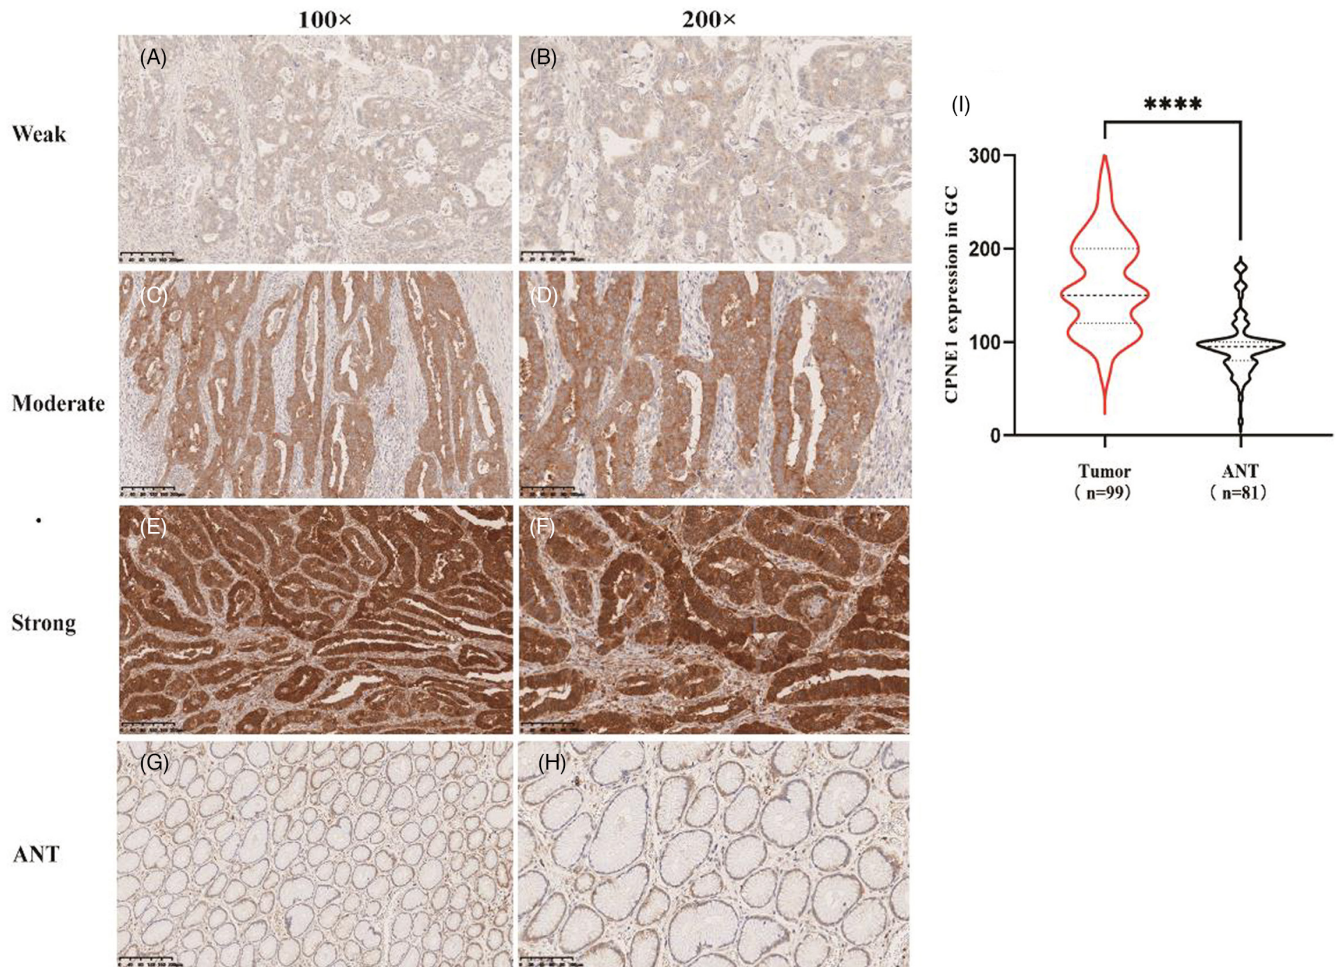 100×
200×
Weak
(A)
(B)
Moderate
(C)
(D)
Strong
(E)
(F)
ANT
(G)
(H)
(I)
****
CPNE1 expression in GC
300
200
100
0
Tumor
( n=99)
ANT
( n=81)